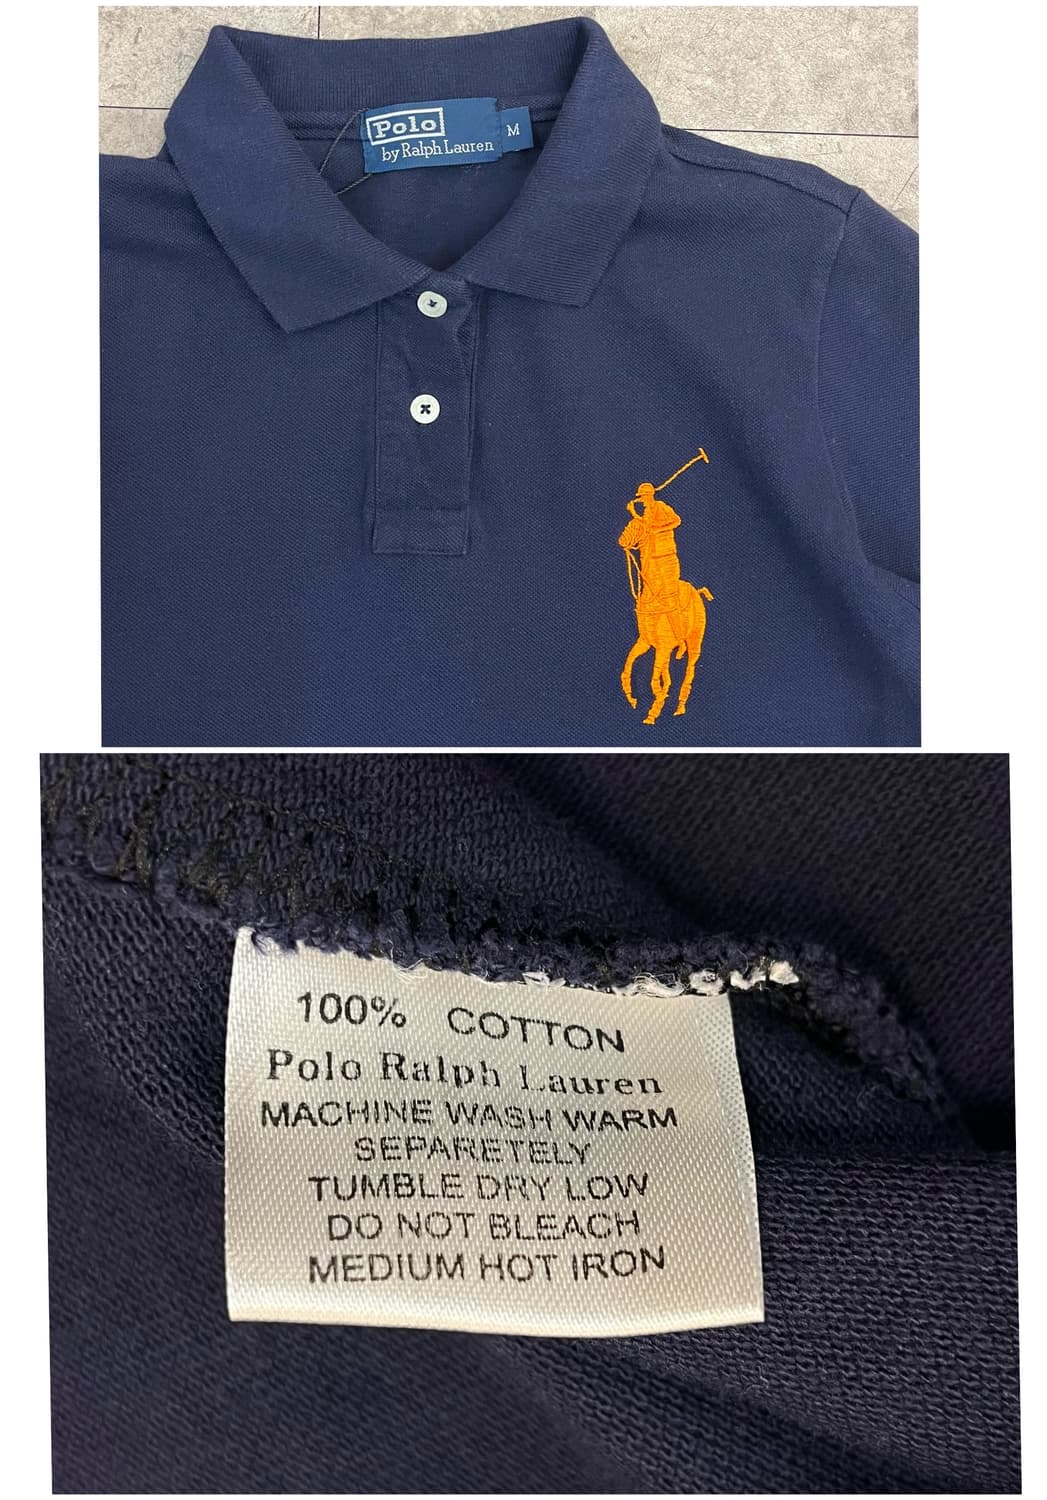 Polo
by Ralph Lauren
M
100% COTTON
Polo Ralph Lauren
MACHINE WASH WARM
SEPARETELY
TUMBLE DRY LOW
DO NOT BLEACH
MEDIUM HOT IRON